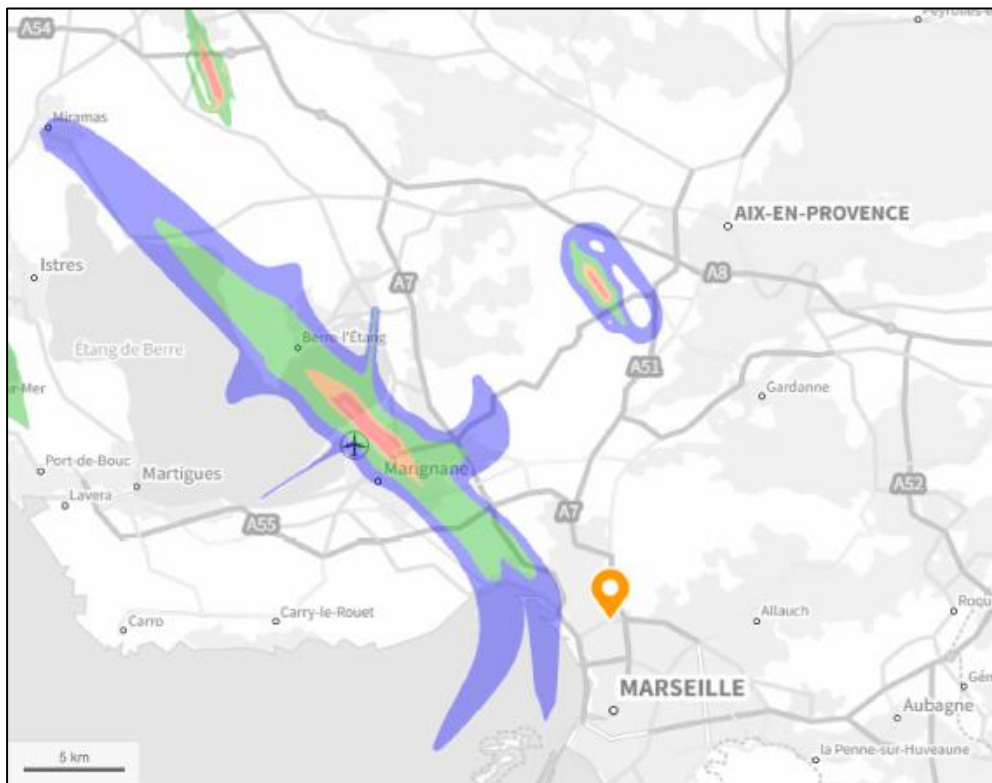 A54
Miramas
AIX-EN-PROVENCE
Istres
A7
A8
Berre-l'Étang
Étang de Berre
A51
Gardanne
Port-de-Bouc
Martigues
Marignane
Lavera
A52
A7
A55
Carro
Carry-le-Rouet
Allauch
MARSEILLE
Aubagne
la Penne-sur-Huveaune
5 km